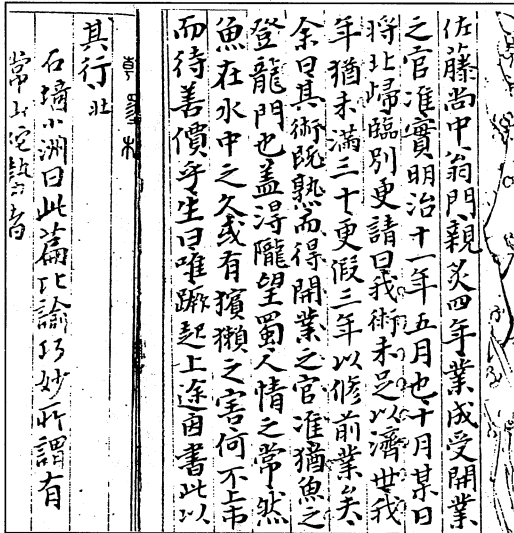 佐藤尚中翁門親炙四年業成受開業
之官准實明治十一年五月也十月某日
将北歸臨別更請曰我術未足以濟世我
年猶未滿三十更假三年以修前業矣
余曰其術既熟而得開業之官准猶魚之
登龍門也盖得隴望蜀人情之常然
魚在水中之久或有獱獺之害何不上市
而待善價乎生曰唯蹶起上途因書此以
其行壯
石埼小洲曰此篇比諭巧妙所謂有
常山